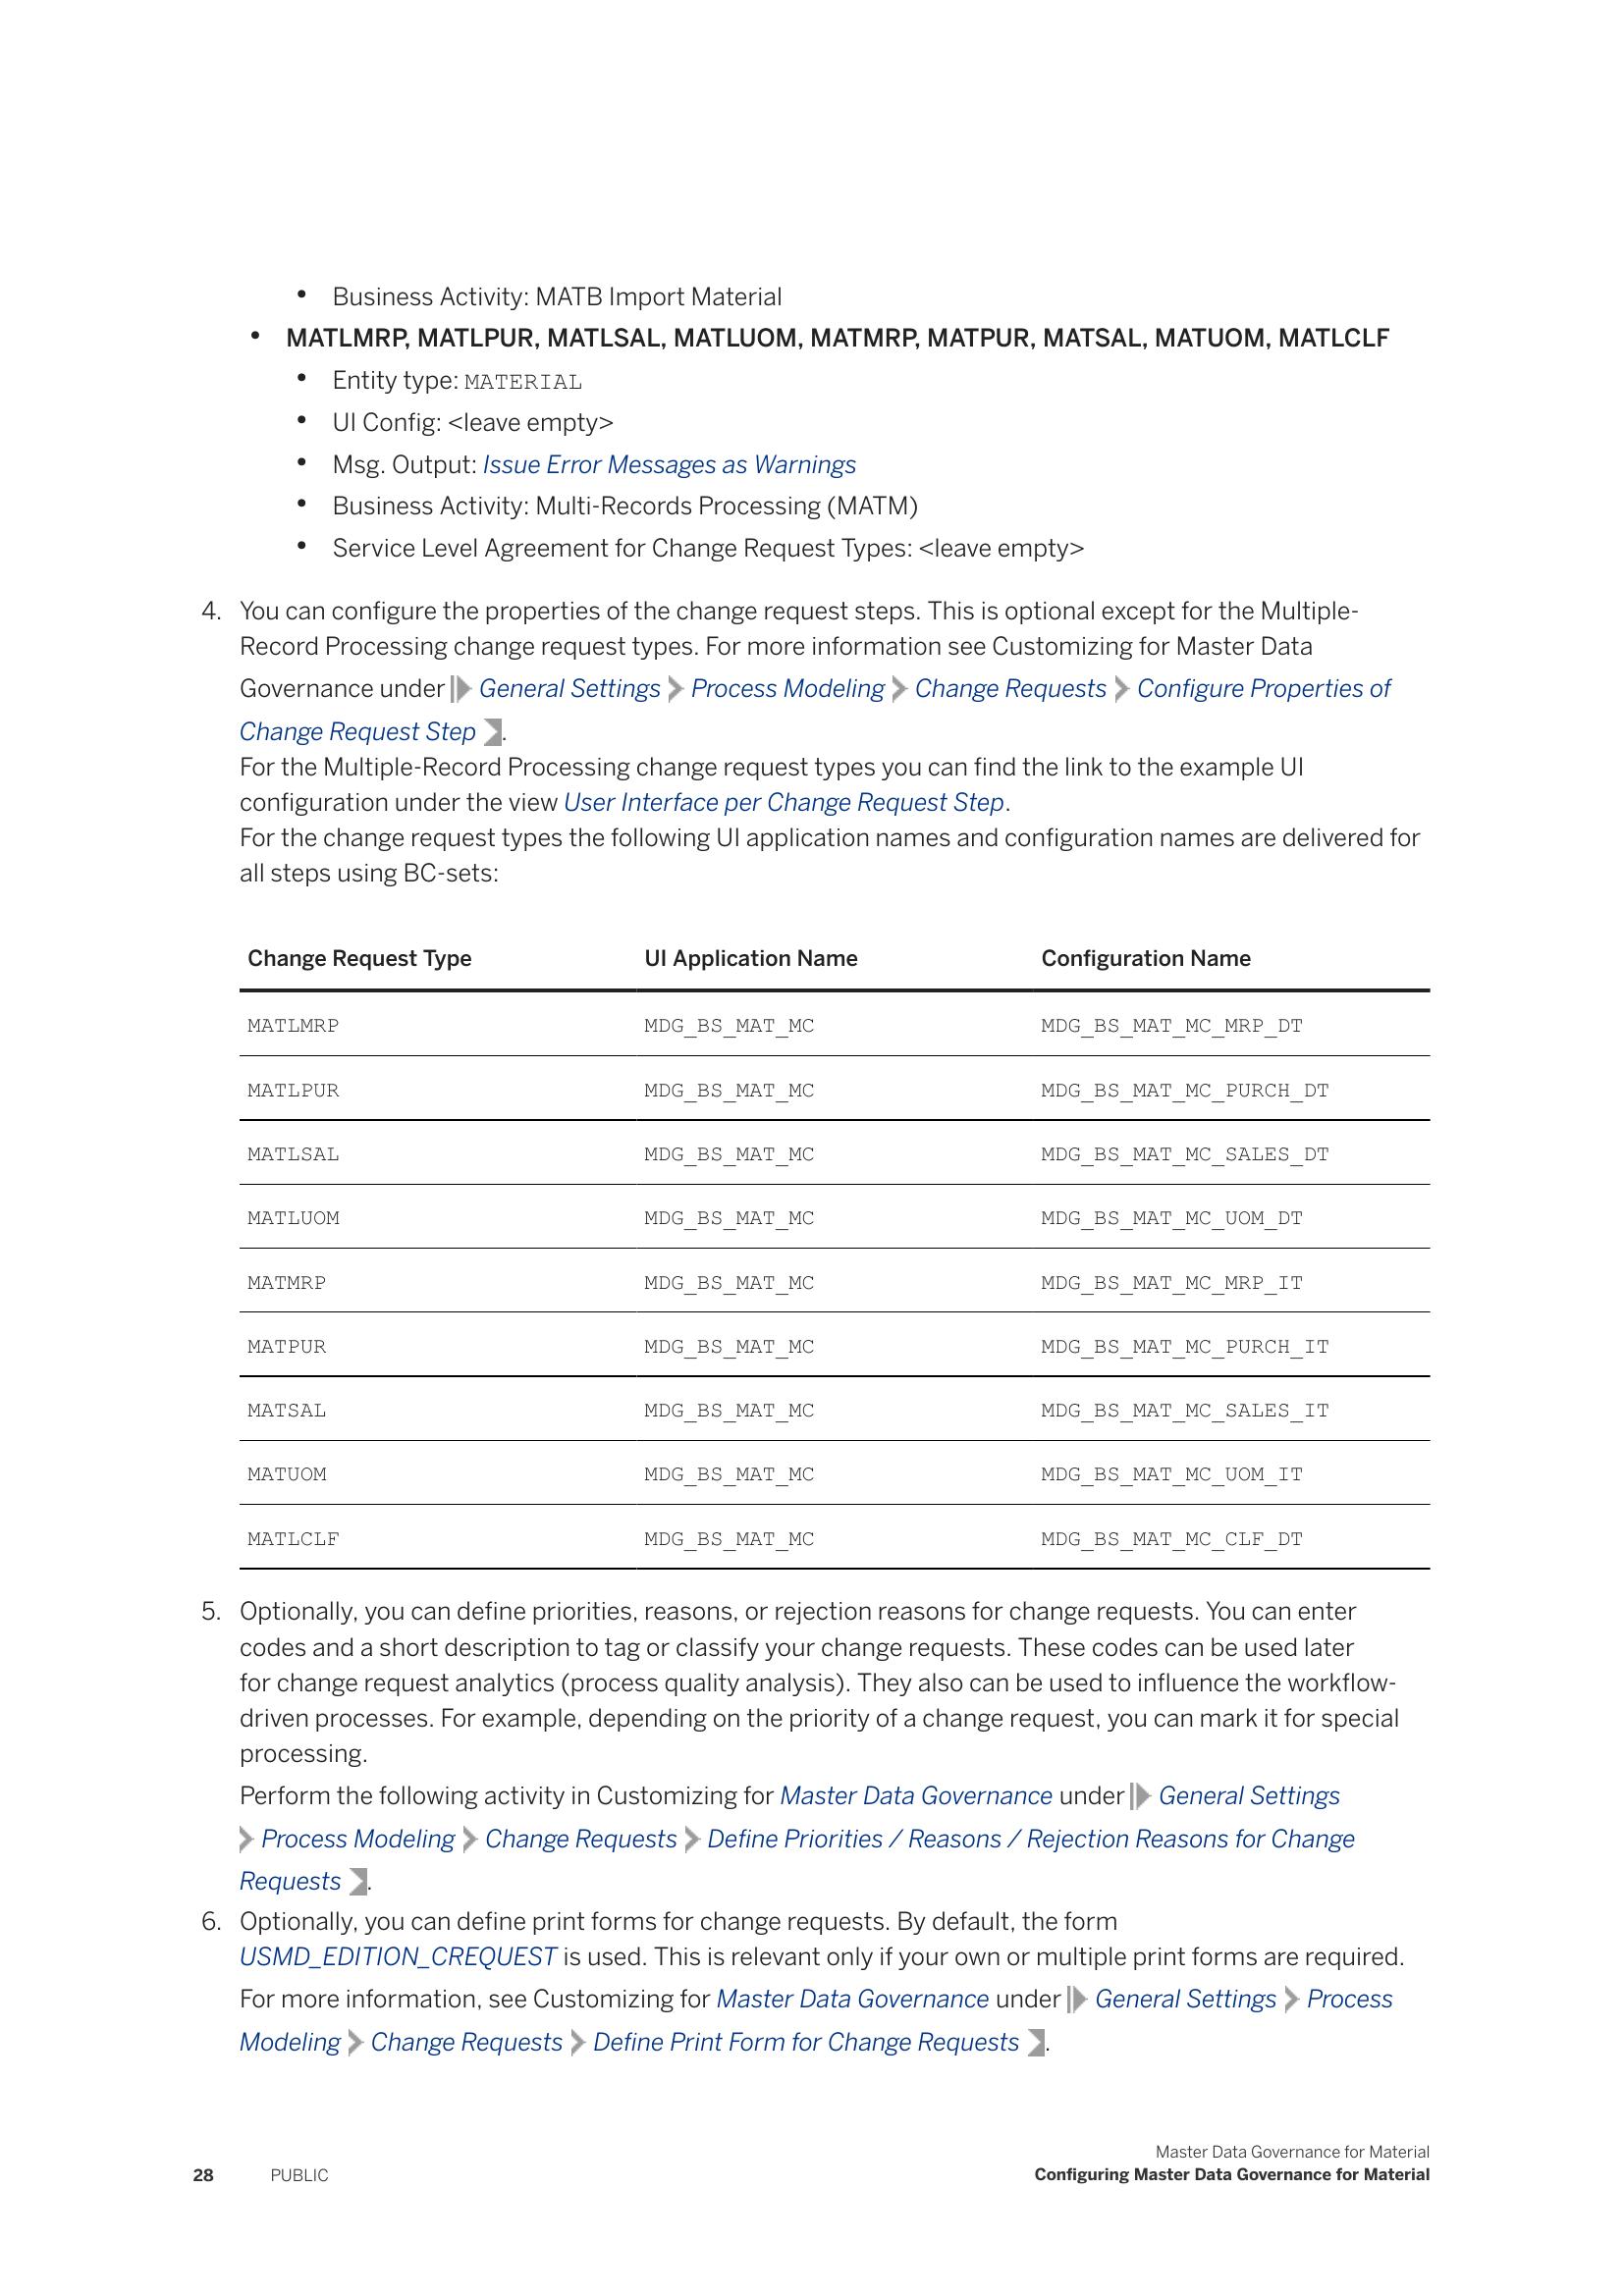 • Business Activity: MATB Import Material
• MATLMRP, MATLPUR, MATLSAL, MATLUOM, MATMRP, MATPUR, MATSAL, MATUOM, MATLCLF
• Entity type: MATERIAL
• UI Config: <leave empty>
• Msg. Output: Issue Error Messages as Warnings
• Business Activity: Multi-Records Processing (MATM)
• Service Level Agreement for Change Request Types: <leave empty>
4. You can configure the properties of the change request steps. This is optional except for the Multiple-
Record Processing change request types. For more information see Customizing for Master Data
Governance under General Settings Process Modeling Change Requests Configure Properties of
Change Request Step .
For the Multiple-Record Processing change request types you can find the link to the example UI
configuration under the view User Interface per Change Request Step.
For the change request types the following UI application names and configuration names are delivered for
all steps using BC-sets:
Change Request Type UI Application Name Configuration Name
MATLMRP MDG_BS_MAT_MC MDG_BS_MAT_MC_MRP_DT
MATLPUR MDG_BS_MAT_MC MDG_BS_MAT_MC_PURCH_DT
MATLSAL MDG_BS_MAT_MC MDG_BS_MAT_MC_SALES_DT
MATLUOM MDG_BS_MAT_MC MDG_BS_MAT_MC_UOM_DT
MATMRP MDG_BS_MAT_MC MDG_BS_MAT_MC_MRP_IT
MATPUR MDG_BS_MAT_MC MDG_BS_MAT_MC_PURCH_IT
MATSAL MDG_BS_MAT_MC MDG_BS_MAT_MC_SALES_IT
MATUOM MDG_BS_MAT_MC MDG_BS_MAT_MC_UOM_IT
MATLCLF MDG_BS_MAT_MC MDG_BS_MAT_MC_CLF_DT
5. Optionally, you can define priorities, reasons, or rejection reasons for change requests. You can enter
codes and a short description to tag or classify your change requests. These codes can be used later
for change request analytics (process quality analysis). They also can be used to influence the workflow-
driven processes. For example, depending on the priority of a change request, you can mark it for special
processing.
Perform the following activity in Customizing for Master Data Governance under General Settings
Process Modeling Change Requests Define Priorities / Reasons / Rejection Reasons for Change
Requests .
6. Optionally, you can define print forms for change requests. By default, the form
USMD_EDITION_CREQUEST is used. This is relevant only if your own or multiple print forms are required.
For more information, see Customizing for Master Data Governance under General Settings Process
Modeling Change Requests Define Print Form for Change Requests .
Master Data Governance for Material
28 PUBLIC Configuring Master Data Governance for Material